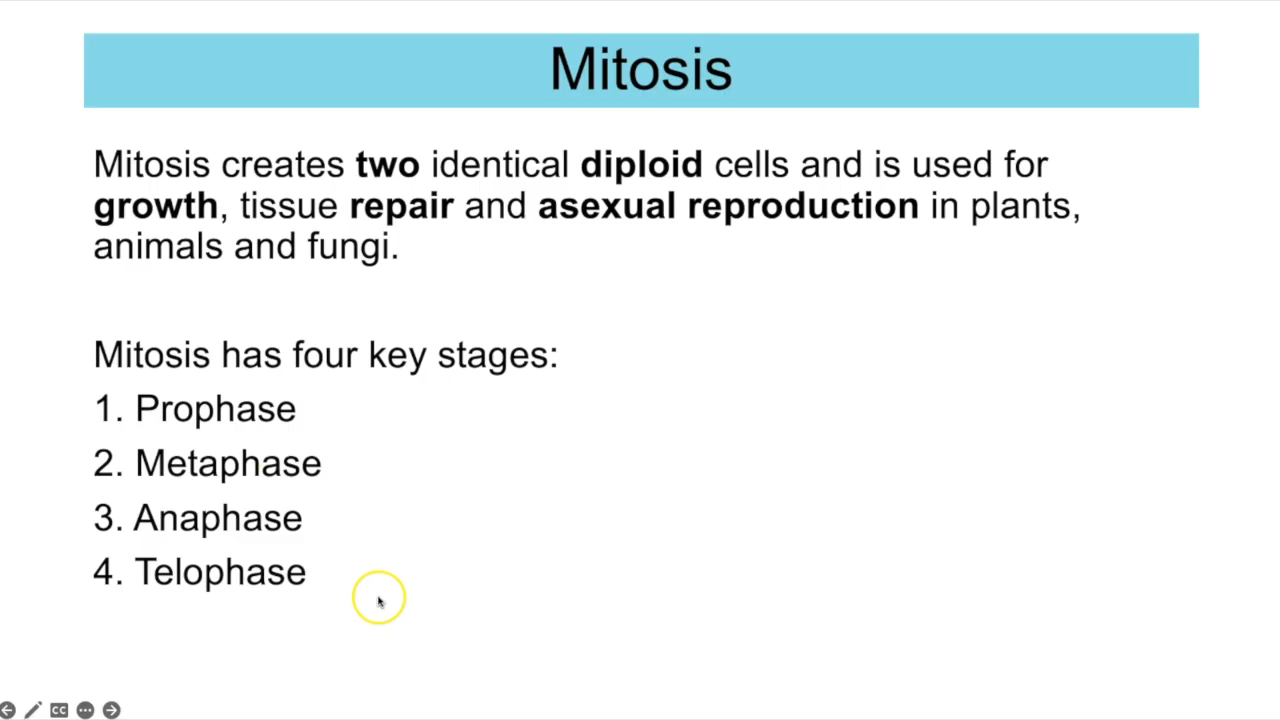 Mitosis
Mitosis creates two identical diploid cells and is used for
growth, tissue repair and asexual reproduction in plants,
animals and fungi.
Mitosis has four key stages:
1. Prophase
2. Metaphase
3. Anaphase
4. Telophase
CC